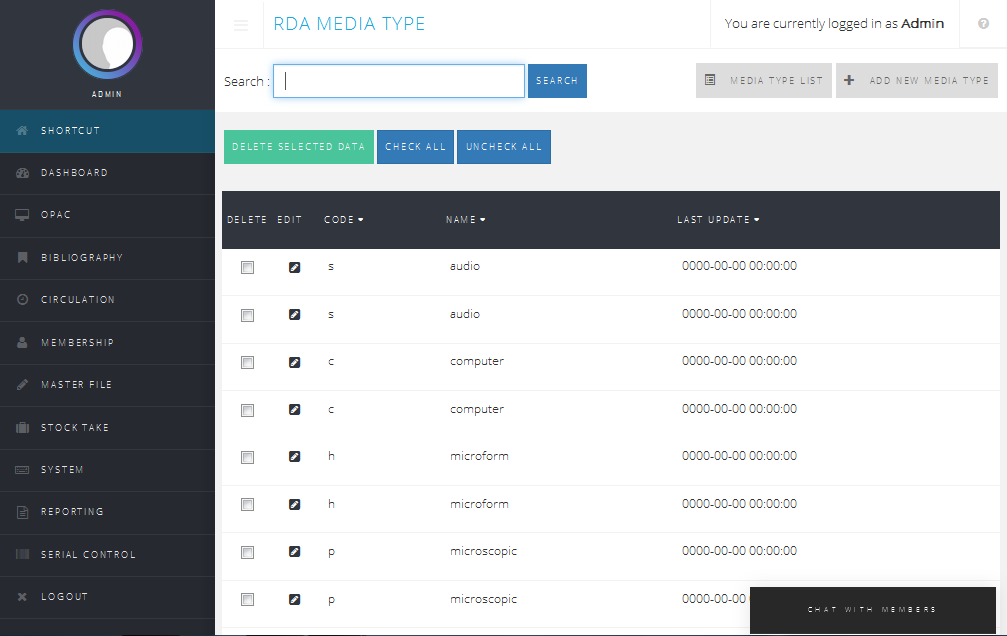 RDA MEDIA TYPE
You are currently logged in as Admin
ADMIN
Search :
SEARCH
MEDIA TYPE LIST
ADD NEW MEDIA TYPE
SHORTCUT
DASHBOARD
OPAC
BIBLIOGRAPHY
CIRCULATION
MEMBERSHIP
MASTER FILE
STOCK TAKE
SYSTEM
REPORTING
SERIAL CONTROL
LOGOUT
DELETE SELECTED DATA CHECK ALL UNCHECK ALL
DELETE EDIT CODE NAME LAST UPDATE
s audio 0000-00-00 00:00:00
s audio 0000-00-00 00:00:00
c computer 0000-00-00 00:00:00
c computer 0000-00-00 00:00:00
h microform 0000-00-00 00:00:00
h microform 0000-00-00 00:00:00
p microscopic 0000-00-00 00:00:00
p microscopic 0000-00-00
CHAT WITH MEMBERS